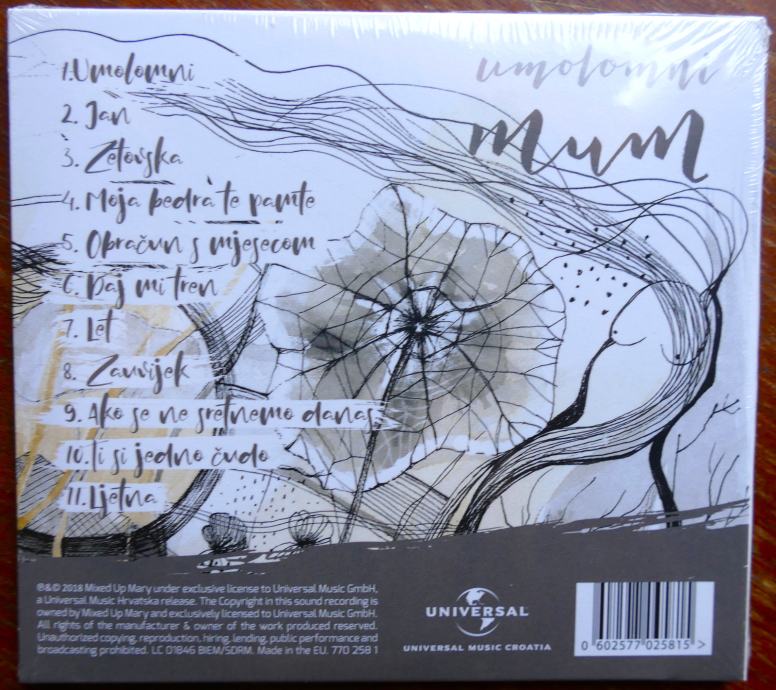 umolomni
mum
1.Umolomni
2. Jan
3. Zetovska
4. Moja bedra te pamte
5. Obračun s mjesecom
6. Daj mi tren
7. Let
8. Zauvijek
9. Ako se ne sretnemo danas
10. Ti si jedno čudo
11. Ljetna
℗&© 2018 Mixed Up Mary under exclusive license to Universal Music GmbH,
a Universal Music Hrvatska release. The Copyright in this sound recording is
owned by Mixed Up Mary and exclusively licensed to Universal Music GmbH.
All rights of the manufacturer & owner of the work produced reserved.
Unauthorized copying, reproduction, hiring, lending, public performance and
broadcasting prohibited. LC 01846 BIEM/SDRM. Made in the EU. 770 258 1
UNIVERSAL
UNIVERSAL MUSIC CROATIA
0 602577 025815 >